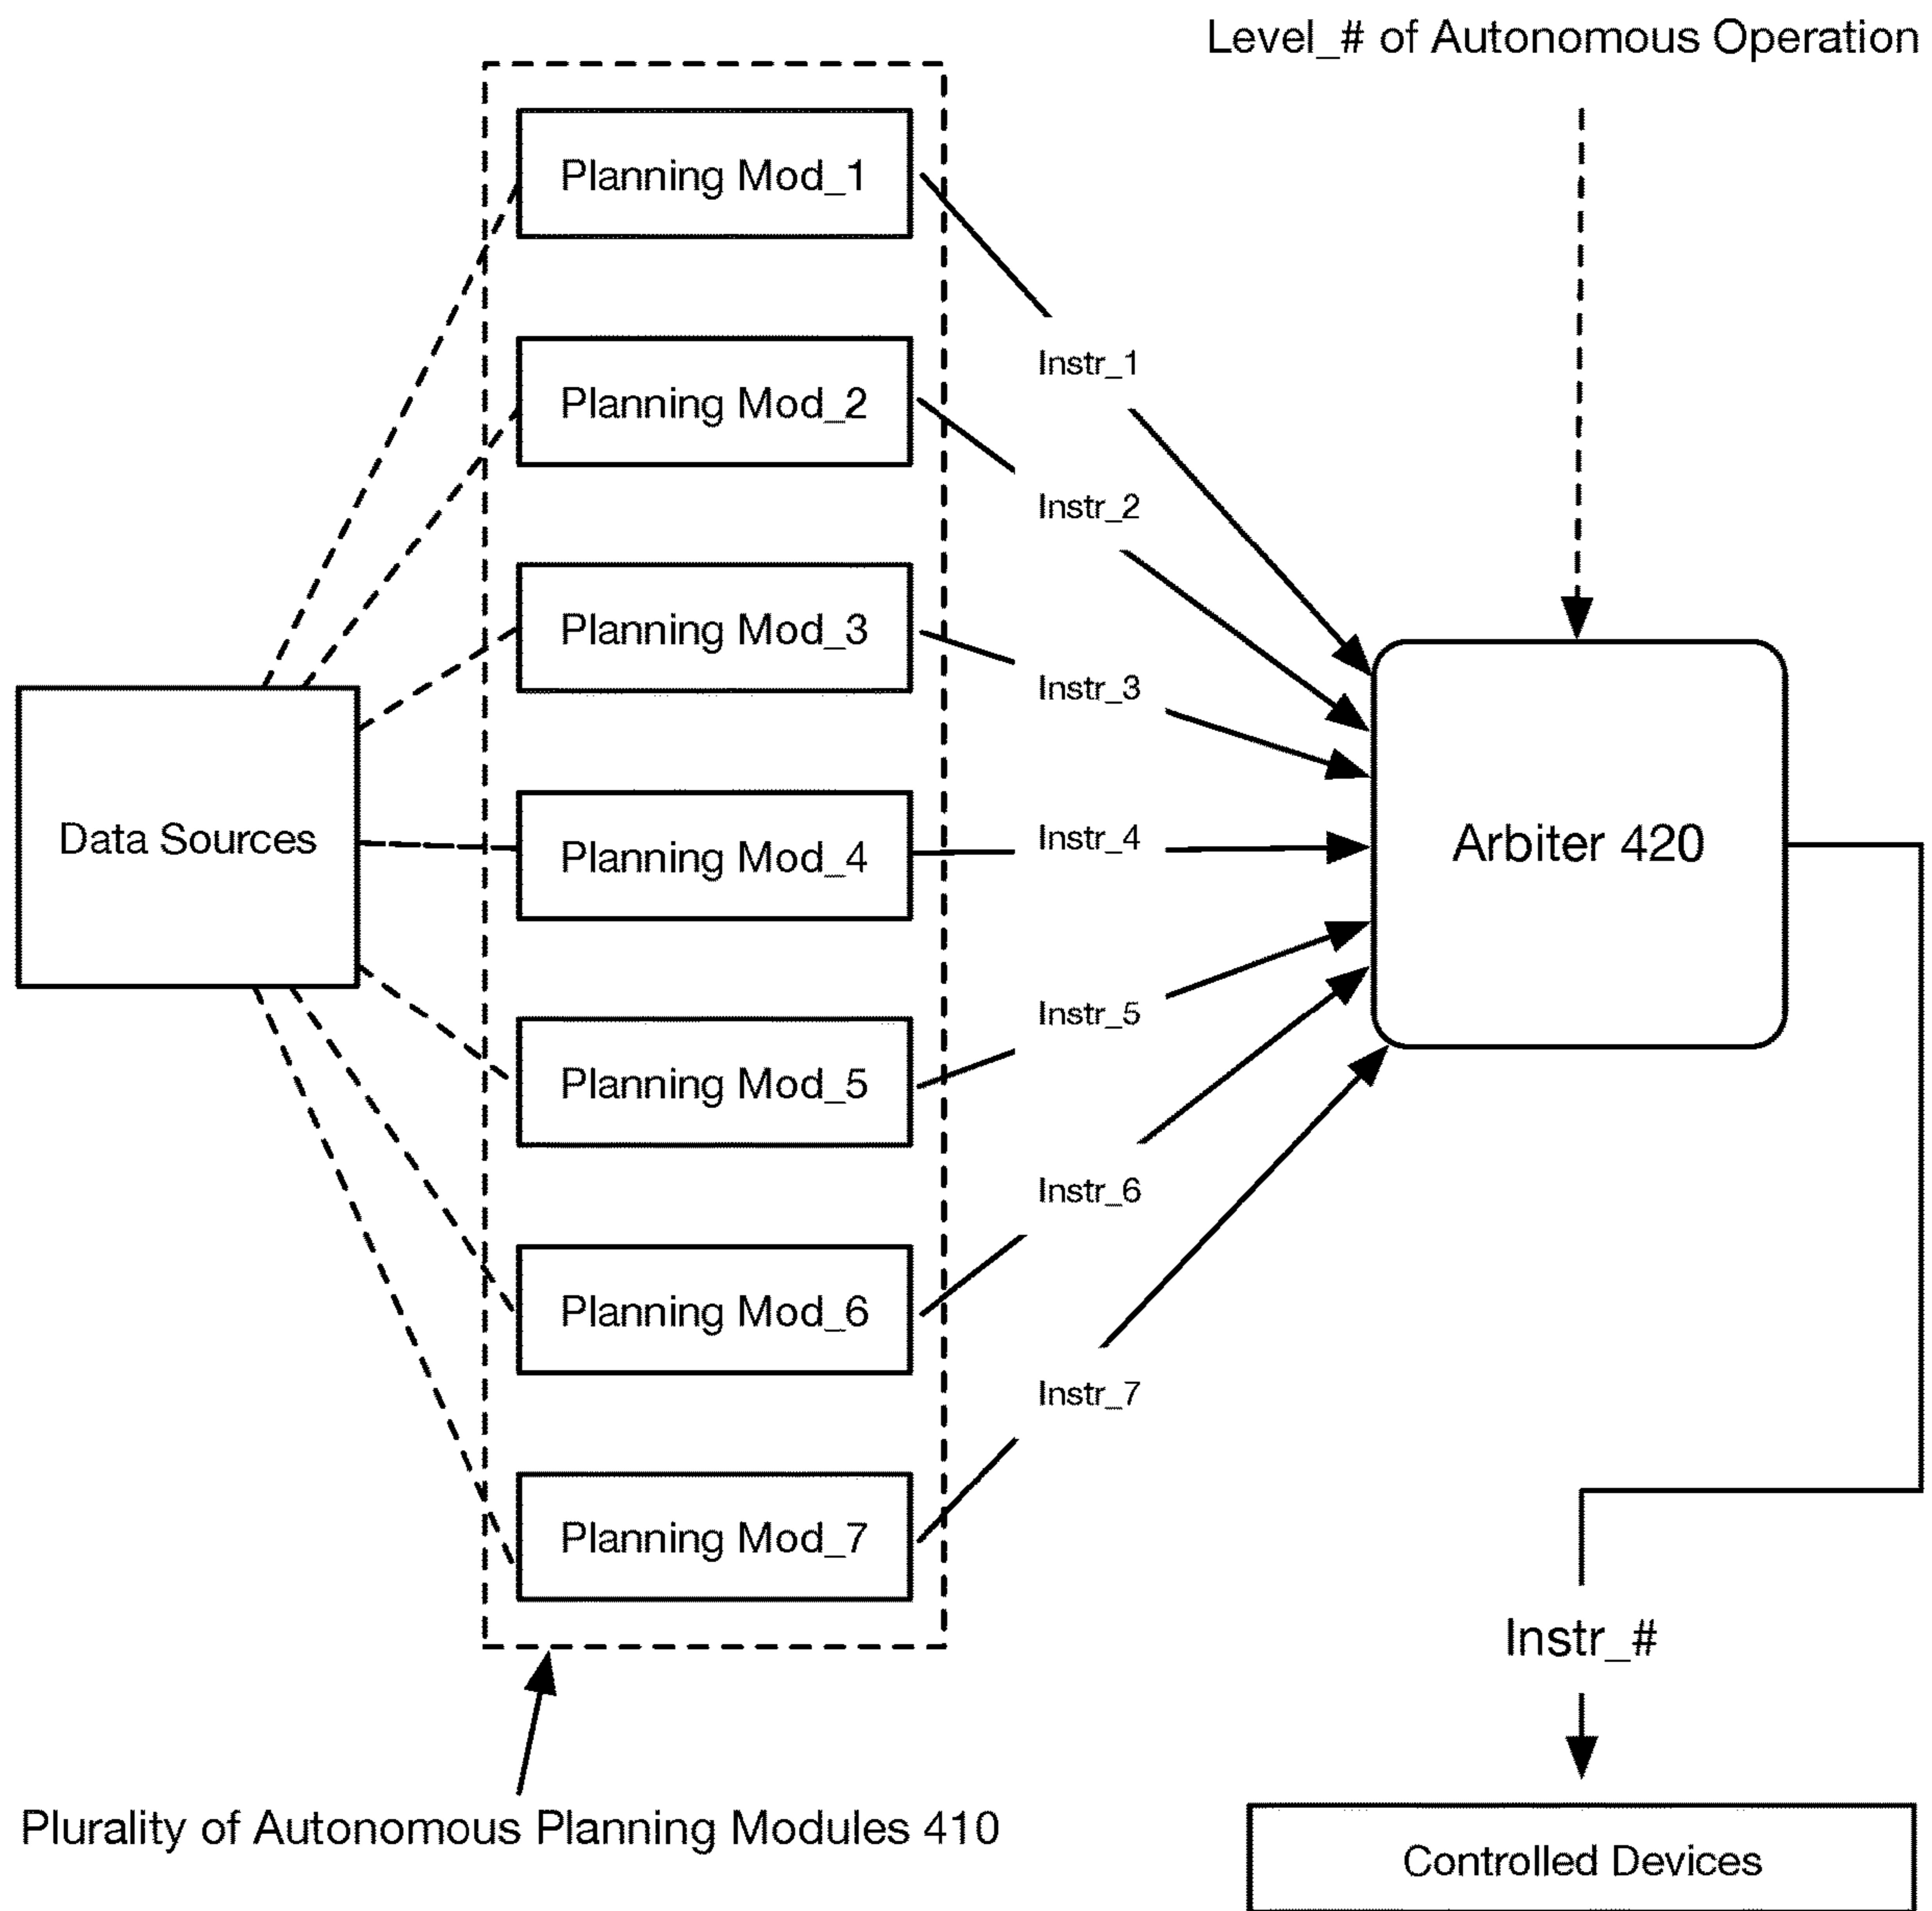 Level_# of Autonomous Operation
Planning Mod_1
Planning Mod_2
Planning Mod_3
Planning Mod_4
Planning Mod_5
Planning Mod_6
Planning Mod_7
Data Sources
Instr_1
Instr_2
Instr_3
Instr_4
Instr_5
Instr_6
Instr_7
Arbiter 420
Instr_#
Plurality of Autonomous Planning Modules 410
Controlled Devices